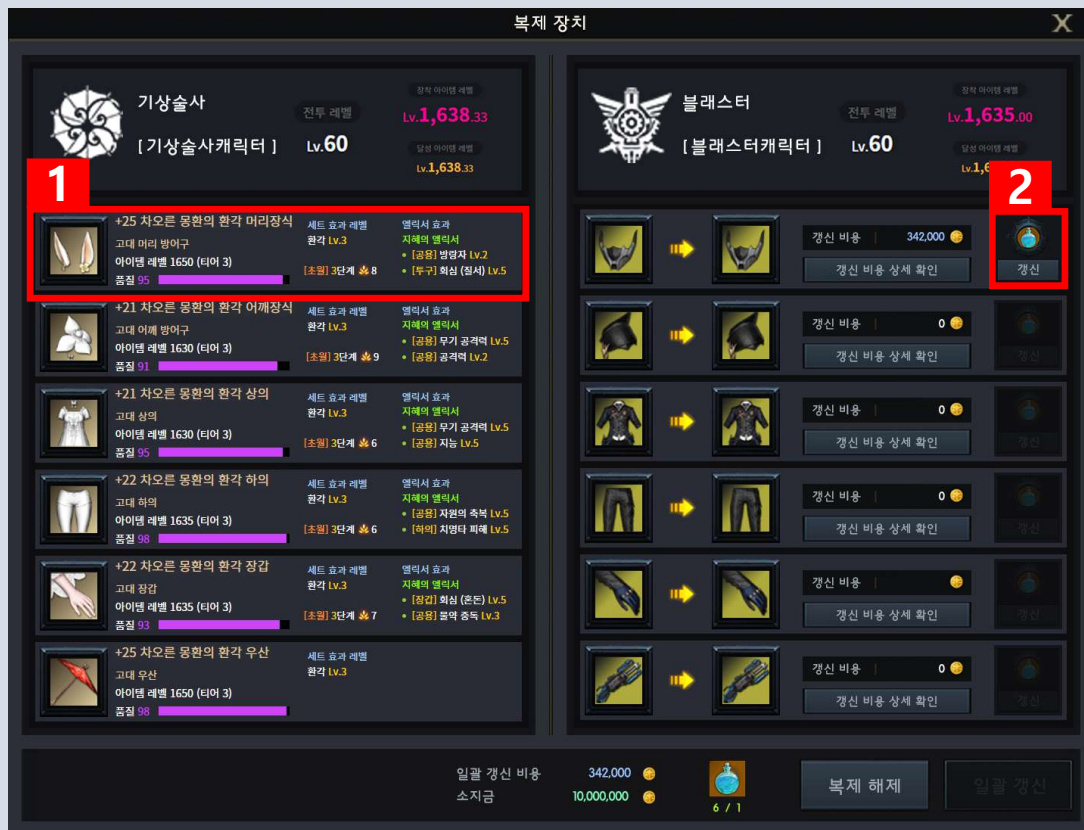 복제 장치
X
기상술사
[ 기상술사캐릭터 ]
전투 레벨
Lv.60
장착 아이템 레벨
Lv.1,638.33
달성 아이템 레벨
Lv.1,638.33
블래스터
[ 블래스터캐릭터 ]
전투 레벨
Lv.60
장착 아이템 레벨
Lv.1,635.00
달성 아이템 레벨
1
2
+25 차오른 몽환의 환각 머리장식
고대 머리 방어구
아이템 레벨 1650 (티어 3)
품질 95
세트 효과 레벨
환각 Lv.3
[초월] 3단계 8
엘릭서 효과
지혜의 엘릭서
• [공용] 방랑자 Lv.2
• [투구] 회심 (질서) Lv.5
갱신 비용 | 342,000
갱신 비용 상세 확인
갱신
+21 차오른 몽환의 환각 어깨장식
고대 어깨 방어구
아이템 레벨 1630 (티어 3)
품질 91
세트 효과 레벨
환각 Lv.3
[초월] 3단계 9
엘릭서 효과
지혜의 엘릭서
• [공용] 무기 공격력 Lv.5
• [공용] 공격력 Lv.2
갱신 비용 | 0
갱신 비용 상세 확인
갱신
+21 차오른 몽환의 환각 상의
고대 상의
아이템 레벨 1630 (티어 3)
품질 95
세트 효과 레벨
환각 Lv.3
[초월] 3단계 6
엘릭서 효과
지혜의 엘릭서
• [공용] 무기 공격력 Lv.5
• [공용] 지능 Lv.5
갱신 비용 | 0
갱신 비용 상세 확인
갱신
+22 차오른 몽환의 환각 하의
고대 하의
아이템 레벨 1635 (티어 3)
품질 98
세트 효과 레벨
환각 Lv.3
[초월] 3단계 6
엘릭서 효과
지혜의 엘릭서
• [공용] 자원의 축복 Lv.5
• [하의] 치명타 피해 Lv.5
갱신 비용 | 0
갱신 비용 상세 확인
갱신
+22 차오른 몽환의 환각 장갑
고대 장갑
아이템 레벨 1635 (티어 3)
품질 93
세트 효과 레벨
환각 Lv.3
[초월] 3단계 7
엘릭서 효과
지혜의 엘릭서
• [장갑] 회심 (혼돈) Lv.5
• [공용] 물약 중독 Lv.3
갱신 비용 |
갱신 비용 상세 확인
갱신
+25 차오른 몽환의 환각 우산
고대 우산
아이템 레벨 1650 (티어 3)
품질 98
세트 효과 레벨
환각 Lv.3
갱신 비용 | 0
갱신 비용 상세 확인
갱신
일괄 갱신 비용 342,000
소지금 10,000,000
6 / 1
복제 해제
일괄 갱신